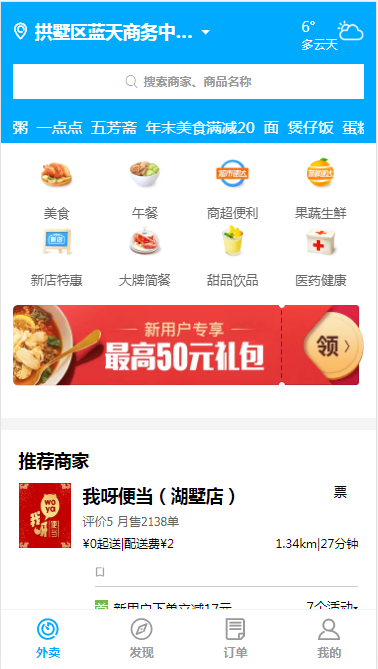 拱墅区蓝天商务中...
6°
多云天
搜索商家、商品名称
粥 一点点 五芳斋 年末美食满减20 面 煲仔饭 蛋糕
美食 午餐 商超便利 果蔬生鲜
新店特惠 大牌简餐 甜品饮品 医药健康
新用户专享
最高50元礼包
领
推荐商家
我呀便当（湖墅店）
票
评价5 月售2138单
¥0起送|配送费¥2
1.34km|27分钟
新用户下单立减17元
7个活动
外卖 发现 订单 我的